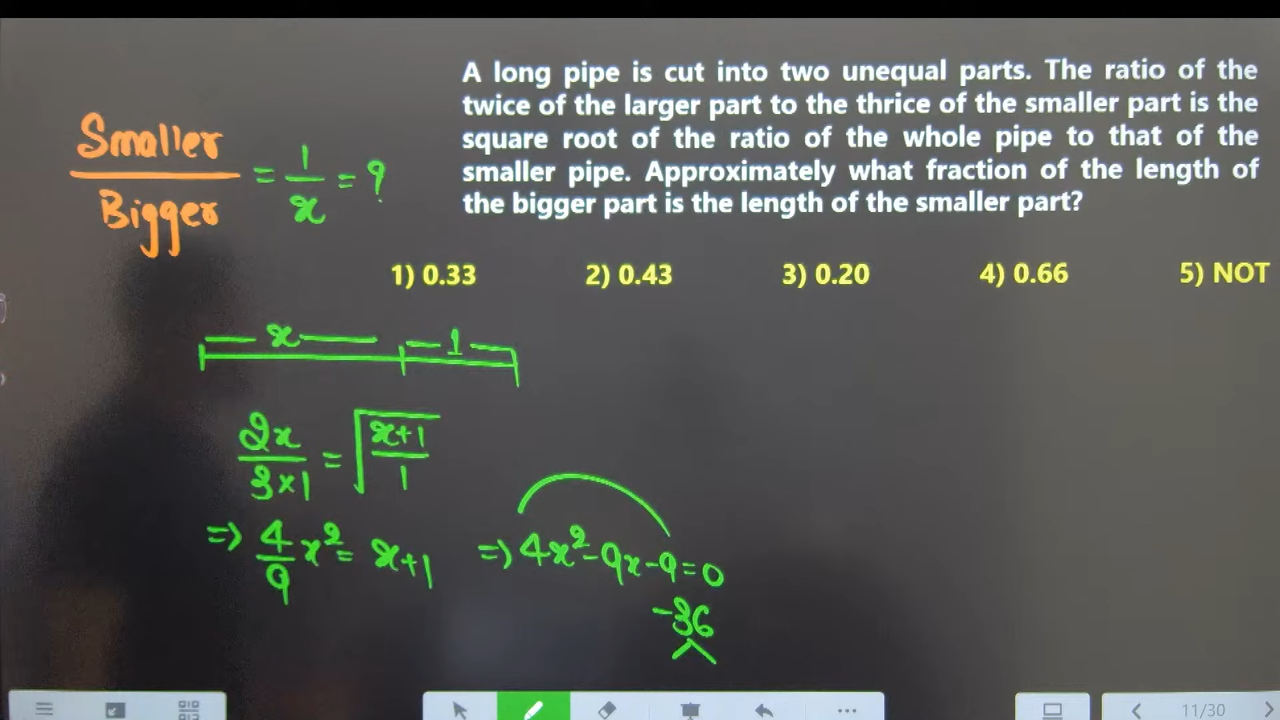 A long pipe is cut into two unequal parts. The ratio of the
twice of the larger part to the thrice of the smaller part is the
square root of the ratio of the whole pipe to that of the
smaller pipe. Approximately what fraction of the length of
the bigger part is the length of the smaller part?
Smaller/Bigger = 1/x = ?
1) 0.33 2) 0.43 3) 0.20 4) 0.66 5) NOT
x 1
2x/3×1 = √(x+1/1)
=> 4/9 x² = x+1 => 4x²-9x-9=0
-36
11/30